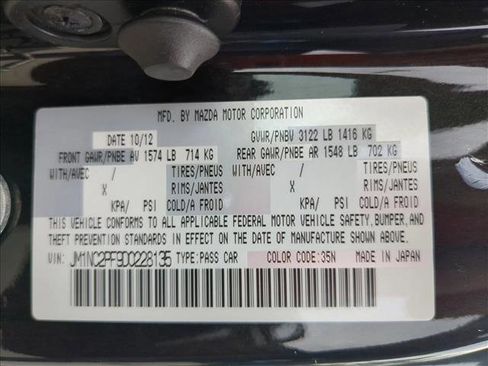 MFD. BY MAZDA MOTOR CORPORATION
DATE 10/12 GVWR/PNBV 3122 LB 1416 KG
FRONT GAWR/PNBE AV 1574 LB 714 KG REAR GAWR/PNBE AR 1548 LB 702 KG
WITH/AVEC / TIRES/PNEUS WITH/AVEC / TIRES/PNEUS
X RIMS/JANTES X RIMS/JANTES
KPA/ PSI COLD/A FROID KPA/ PSI COLD/A FROID
THIS VEHICLE CONFORMS TO ALL APPLICABLE FEDERAL MOTOR VEHICLE SAFETY, BUMPER, AND
THEFT PREVENTION STANDARDS IN EFFECT ON THE DATE OF MANUFACTURE SHOWN ABOVE.
VIN: JM1NC2PF9D0228135 TYPE:PASS CAR COLOR CODE: 35N MADE IN JAPAN